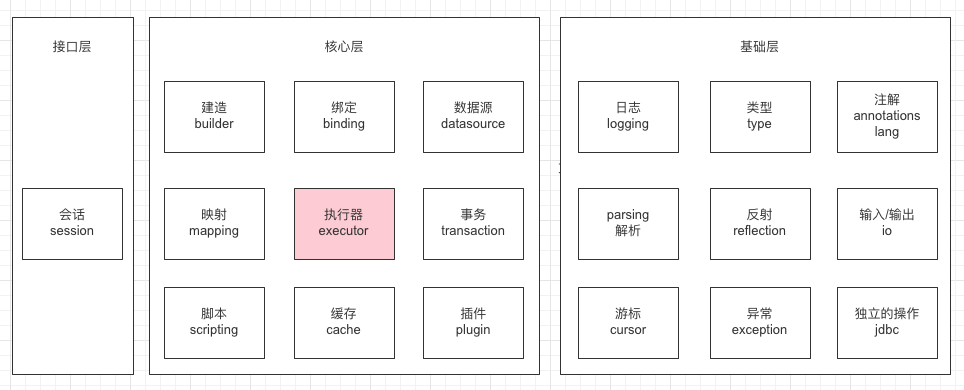 接口层
会话
session
核心层
建造
builder
绑定
binding
数据源
datasource
映射
mapping
执行器
executor
事务
transaction
脚本
scripting
缓存
cache
插件
plugin
基础层
日志
logging
类型
type
注解
annotations
lang
parsing
解析
反射
reflection
输入/输出
io
游标
cursor
异常
exception
独立的操作
jdbc